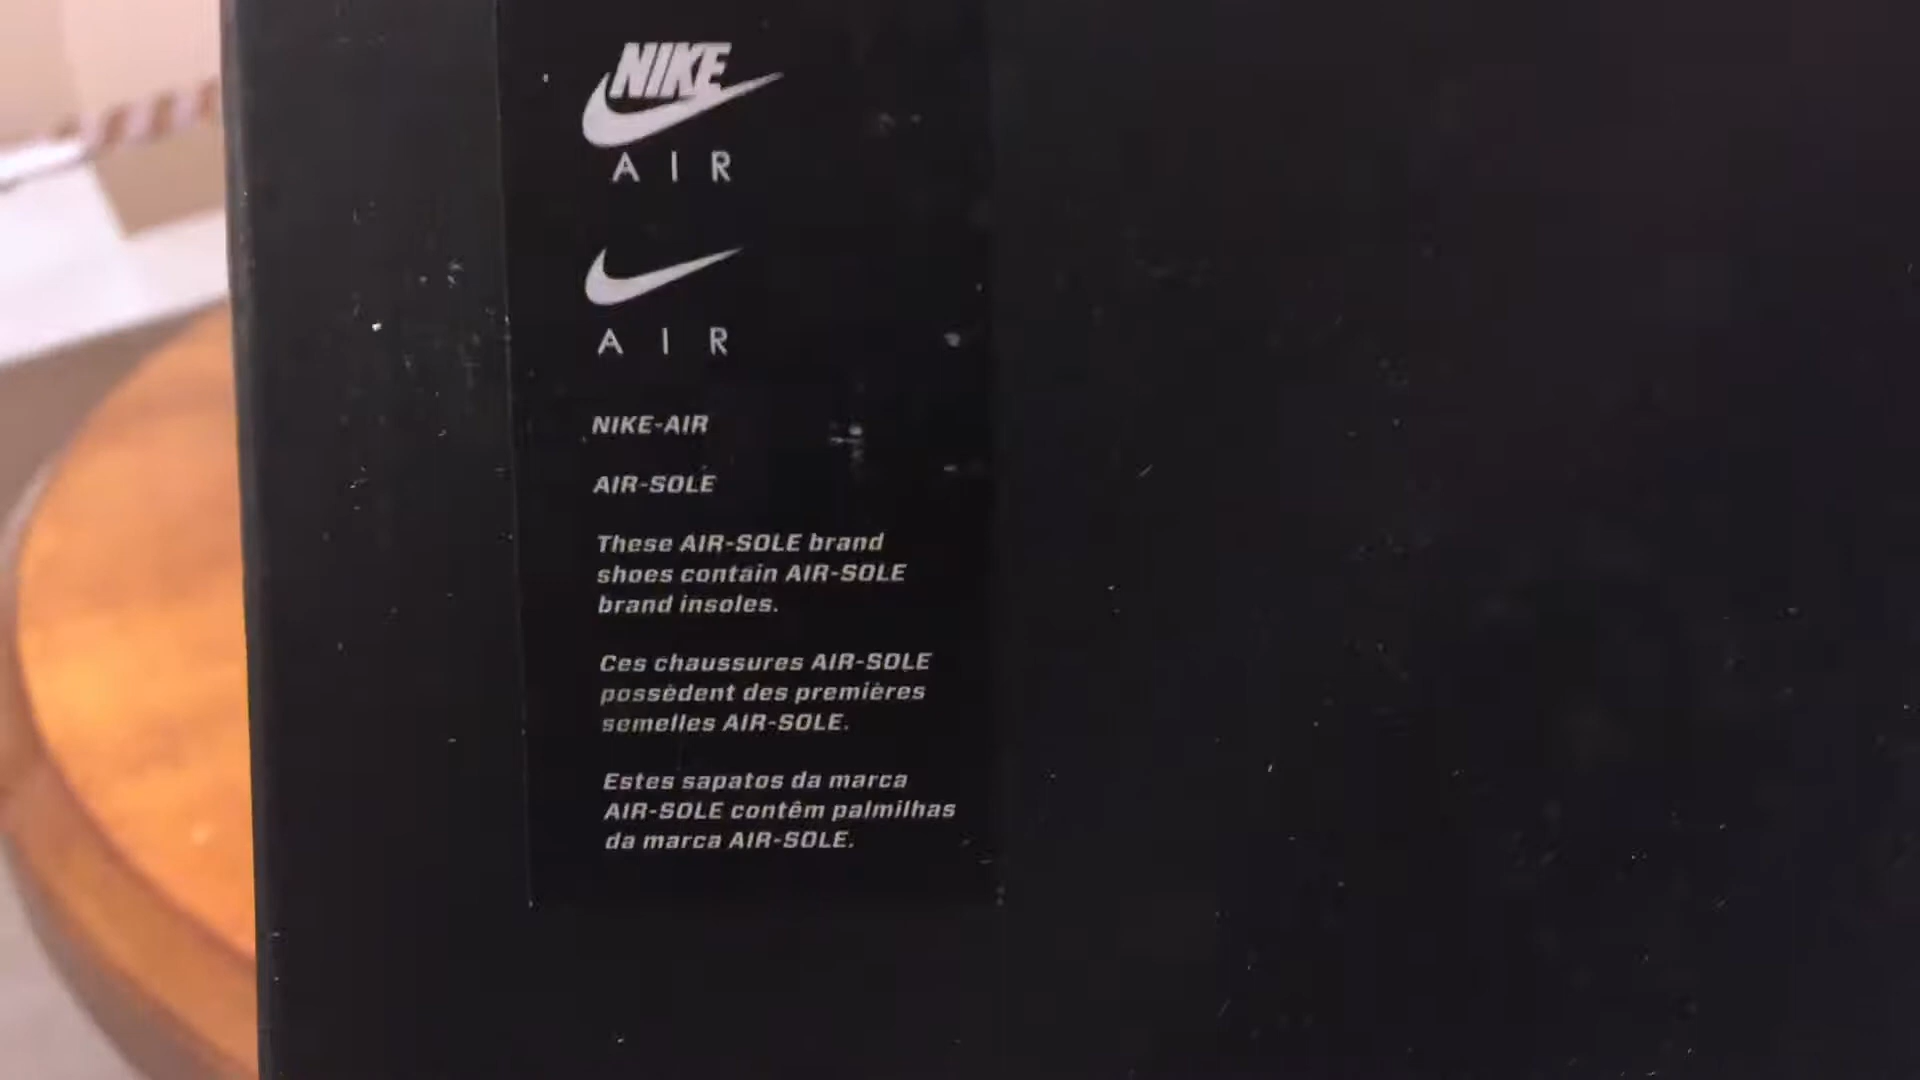 NIKE
AIR
AIR
NIKE-AIR
AIR-SOLE
These AIR-SOLE brand
shoes contain AIR-SOLE
brand insoles.
Ces chaussures AIR-SOLE
possèdent des premières
semelles AIR-SOLE.
Estes sapatos da marca
AIR-SOLE contêm palmilhas
da marca AIR-SOLE.